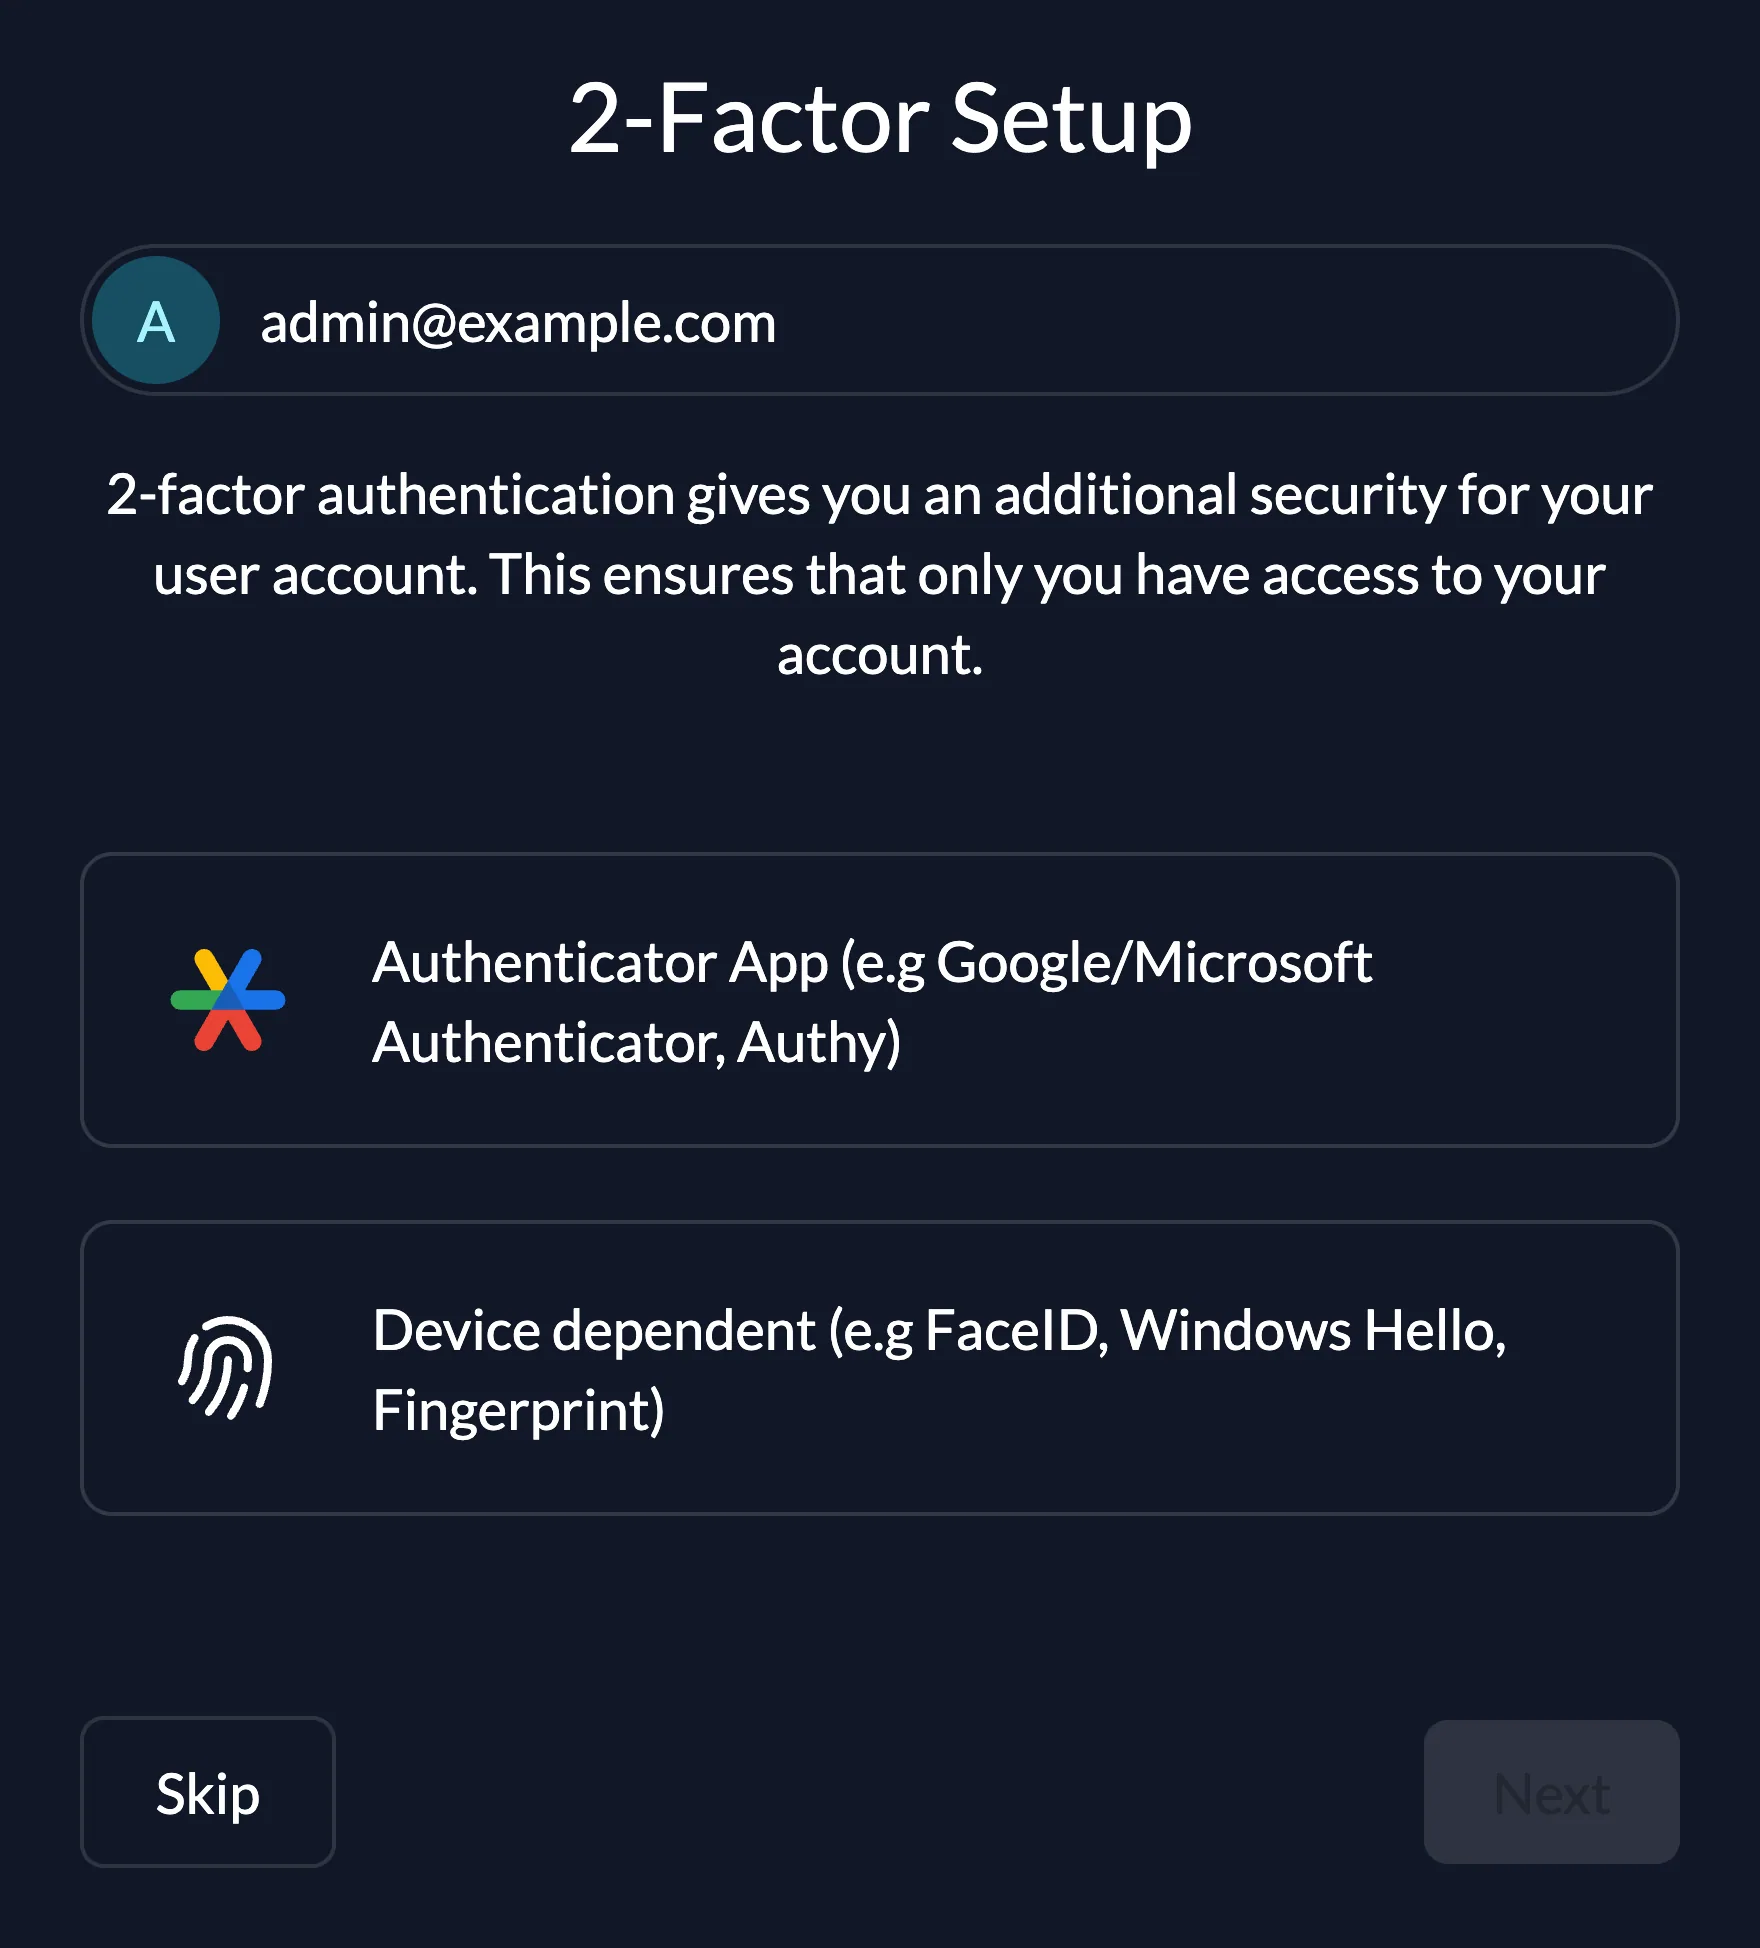 2-Factor Setup
A
admin@example.com
2-factor authentication gives you an additional security for your
user account. This ensures that only you have access to your
account.
Authenticator App (e.g Google/Microsoft
Authenticator, Authy)
Device dependent (e.g FaceID, Windows Hello,
Fingerprint)
Skip
Next